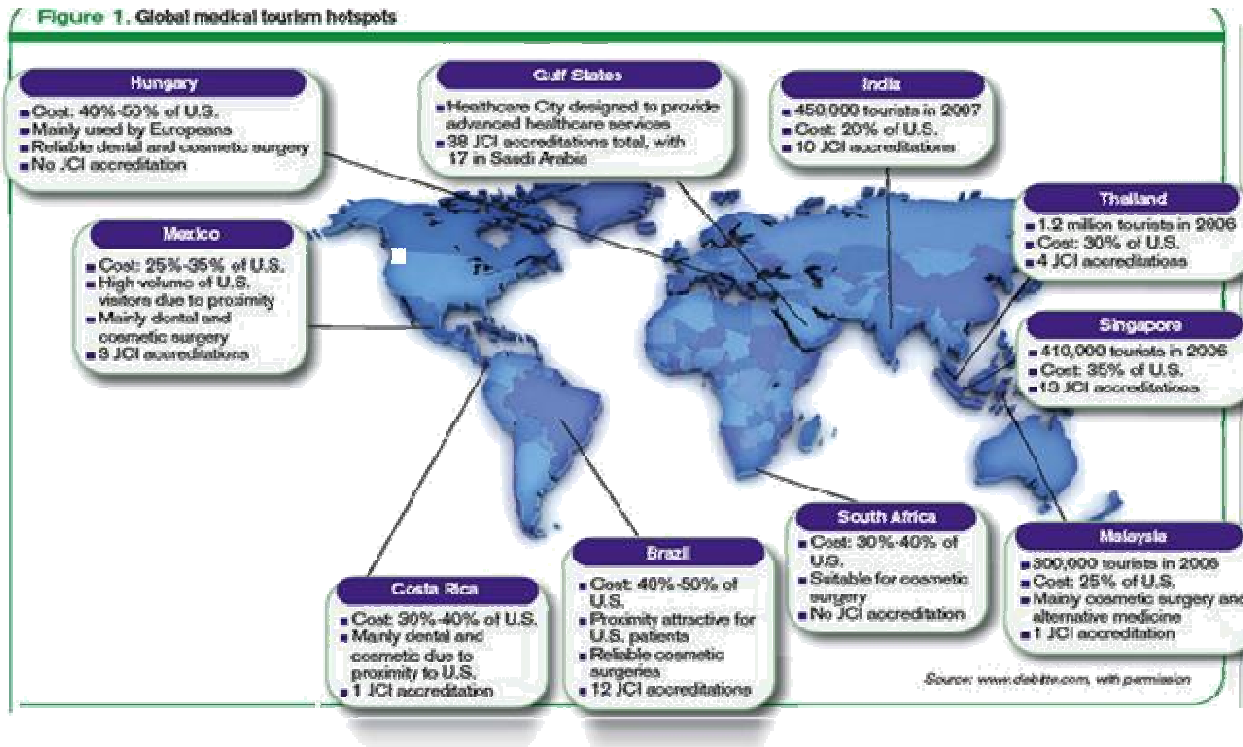 Figure 1. Global medical tourism hotspots
Hungary
Cost: 40%-50% of U.S.
Mainly used by Europeans
Reliable dental and cosmetic surgery
No JCI accreditation
Gulf States
Healthcare City designed to provide
advanced healthcare services
38 JCI accreditations total, with
17 in Saudi Arabia
India
450,000 tourists in 2007
Cost: 20% of U.S.
10 JCI accreditations
Thailand
1.2 million tourists in 2006
Cost: 30% of U.S.
4 JCI accreditations
Mexico
Cost: 25%-35% of U.S.
High volume of U.S.
visitors due to proximity
Mainly dental and
cosmetic surgery
3 JCI accreditations
Singapore
410,000 tourists in 2006
Cost: 35% of U.S.
13 JCI accreditations
South Africa
Cost: 30%-40% of
U.S.
Suitable for cosmetic
surgery
No JCI accreditation
Malaysia
300,000 tourists in 2006
Cost: 25% of U.S.
Mainly cosmetic surgery and
alternative medicine
1 JCI accreditation
Brazil
Cost: 40%-50% of
U.S.
Proximity attractive for
U.S. patients
Reliable cosmetic
surgeries
12 JCI accreditations
Costa Rica
Cost: 30%-40% of U.S.
Mainly dental and
cosmetic due to
proximity to U.S.
1 JCI accreditation
Source: www.deloitte.com, with permission